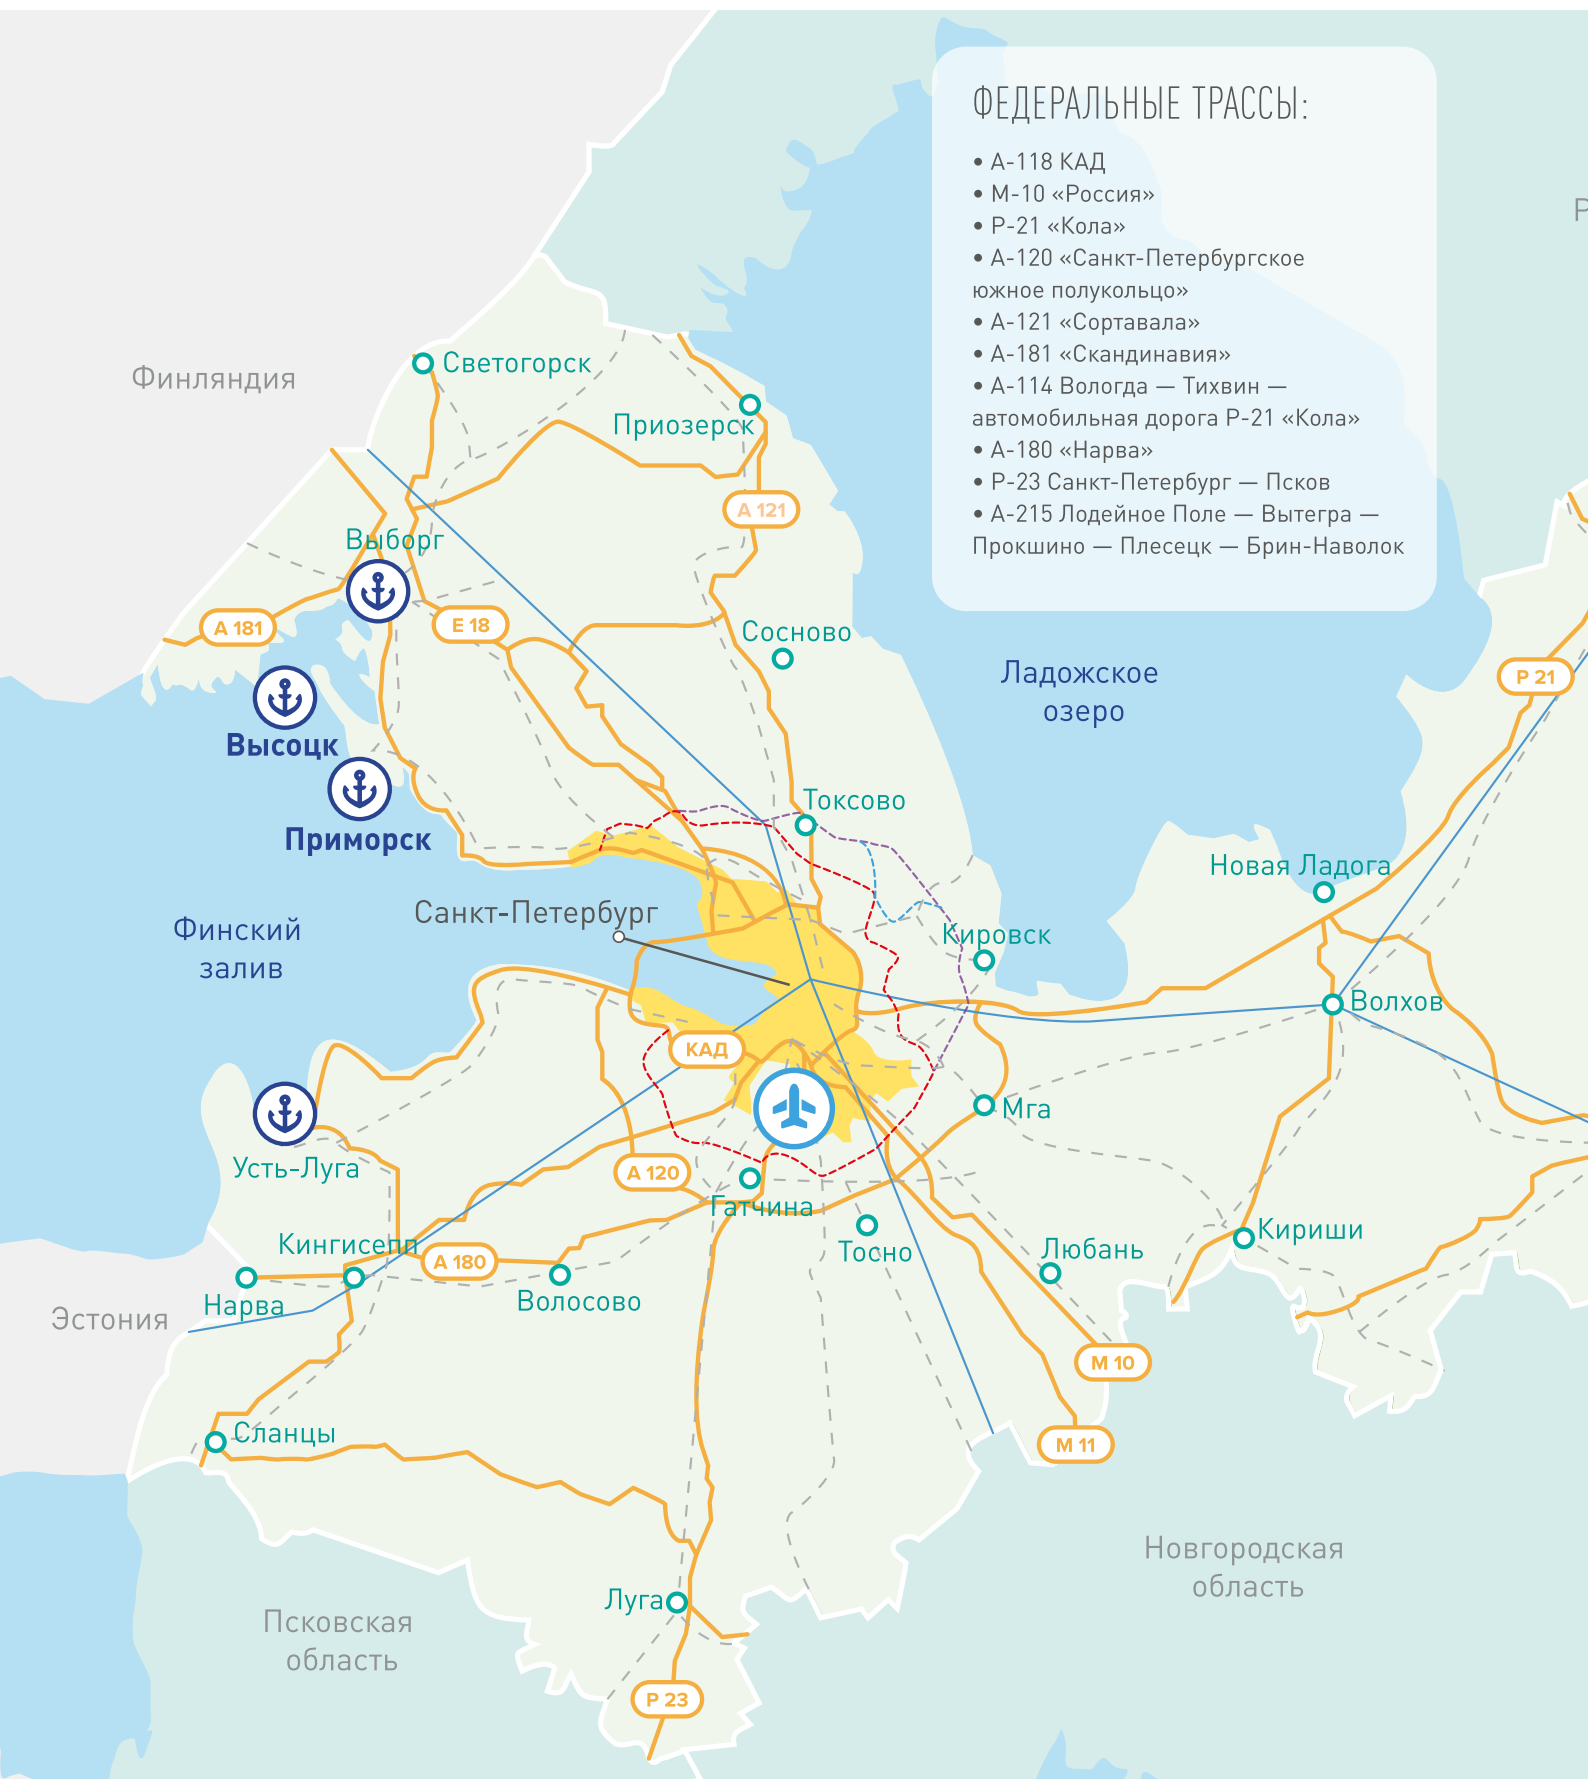 ФЕДЕРАЛЬНЫЕ ТРАССЫ:
• А-118 КАД
• М-10 «Россия»
• Р-21 «Кола»
• А-120 «Санкт-Петербургское
южное полукольцо»
• А-121 «Сортавала»
• А-181 «Скандинавия»
• А-114 Вологда — Тихвин —
автомобильная дорога Р-21 «Кола»
• А-180 «Нарва»
• Р-23 Санкт-Петербург — Псков
• А-215 Лодейное Поле — Вытегра —
Прокшино — Плесецк — Брин-Наволок
Р
Финляндия
Светогорск
Приозерск
А 121
Выборг
А 181
Е 18
Сосново
Ладожское
озеро
Р 21
Высоцк
Приморск
Токсово
Новая Ладога
Санкт-Петербург
Финский
залив
Кировск
Волхов
КАД
Мга
Усть-Луга
А 120
Гатчина
Кириши
Кингисепп
А 180
Тосно
Любань
Нарва
Волосово
Эстония
М 10
Сланцы
М 11
Новгородская
область
Луга
Псковская
область
Р 23